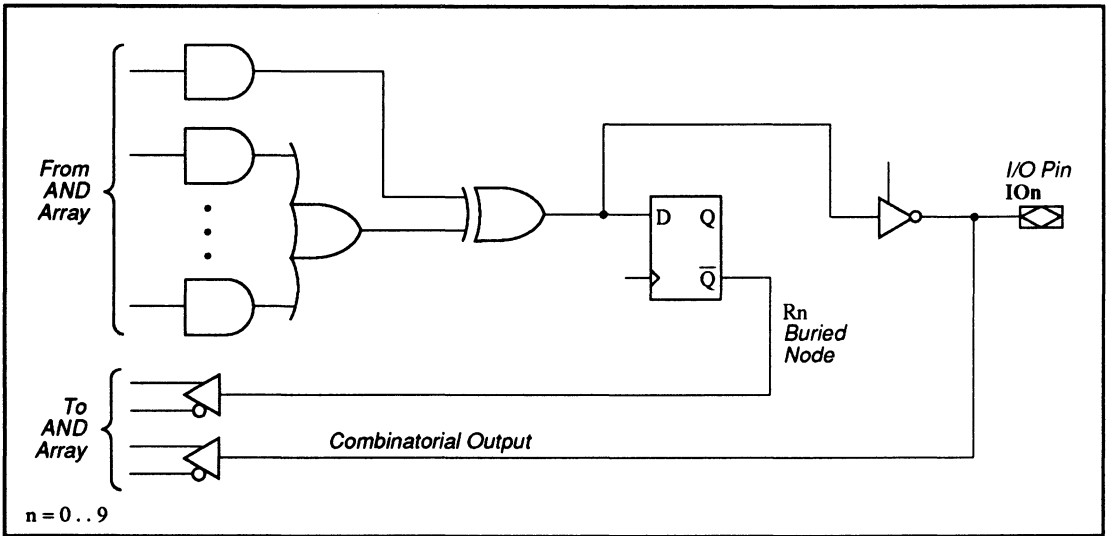 From
AND
Array
I/O Pin
IOn
D Q
Q̅
Rn
Buried
Node
To
AND
Array
Combinatorial Output
n = 0 . . 9